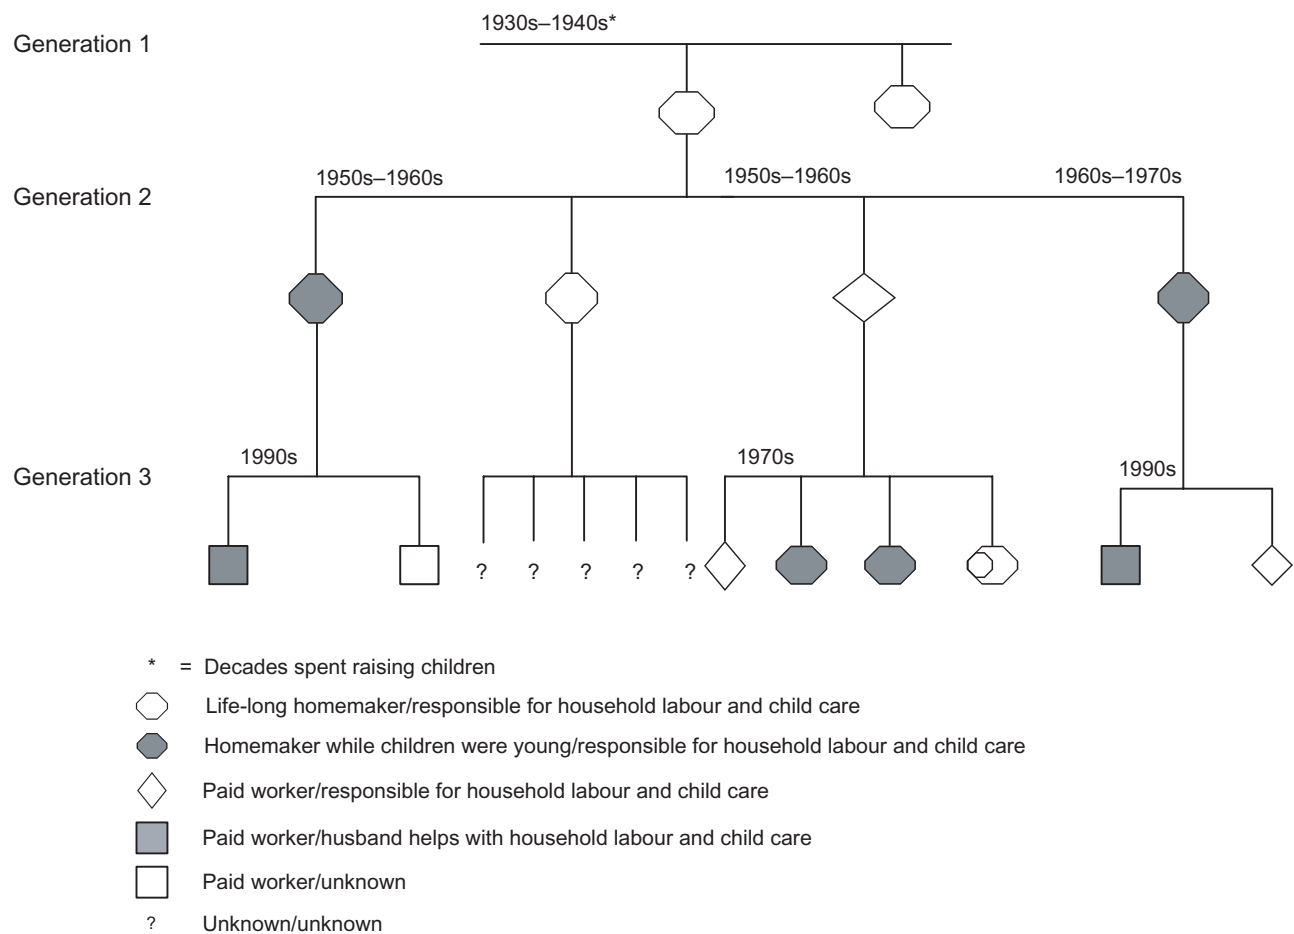 1930s–1940s*
Generation 1
1950s–1960s
1950s–1960s
1960s–1970s
Generation 2
1990s
1970s
1990s
Generation 3
? ? ? ? ?
* = Decades spent raising children
Life-long homemaker/responsible for household labour and child care
Homemaker while children were young/responsible for household labour and child care
Paid worker/responsible for household labour and child care
Paid worker/husband helps with household labour and child care
Paid worker/unknown
? Unknown/unknown